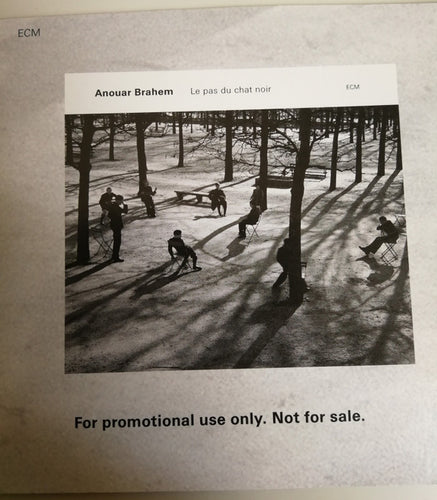 ECM
Anouar Brahem Le pas du chat noir ECM
For promotional use only. Not for sale.